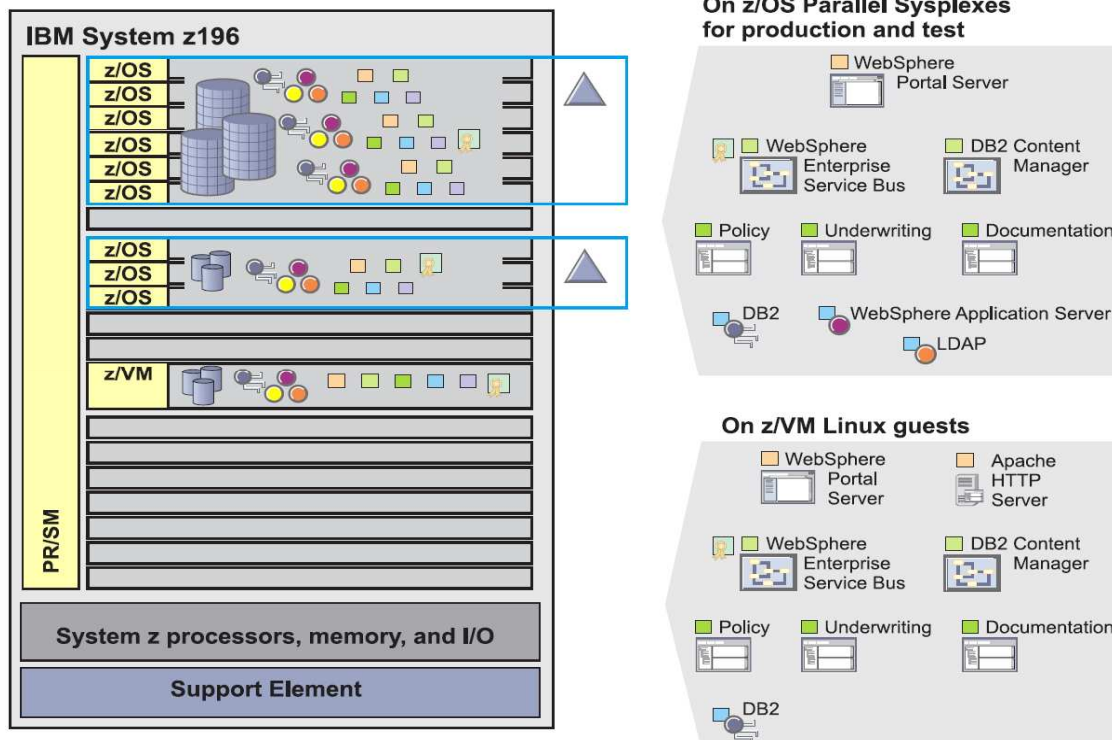 IBM System z196
z/OS
z/OS
z/OS
z/OS
z/OS
z/OS
z/OS
z/OS
z/OS
z/VM
PR/SM
System z processors, memory, and I/O
Support Element
On z/OS Parallel Sysplexes
for production and test
WebSphere
Portal Server
WebSphere
Enterprise
Service Bus
DB2 Content
Manager
Policy
Underwriting
Documentation
DB2
WebSphere Application Server
LDAP
On z/VM Linux guests
WebSphere
Portal
Server
Apache
HTTP
Server
WebSphere
Enterprise
Service Bus
DB2 Content
Manager
Policy
Underwriting
Documentation
DB2